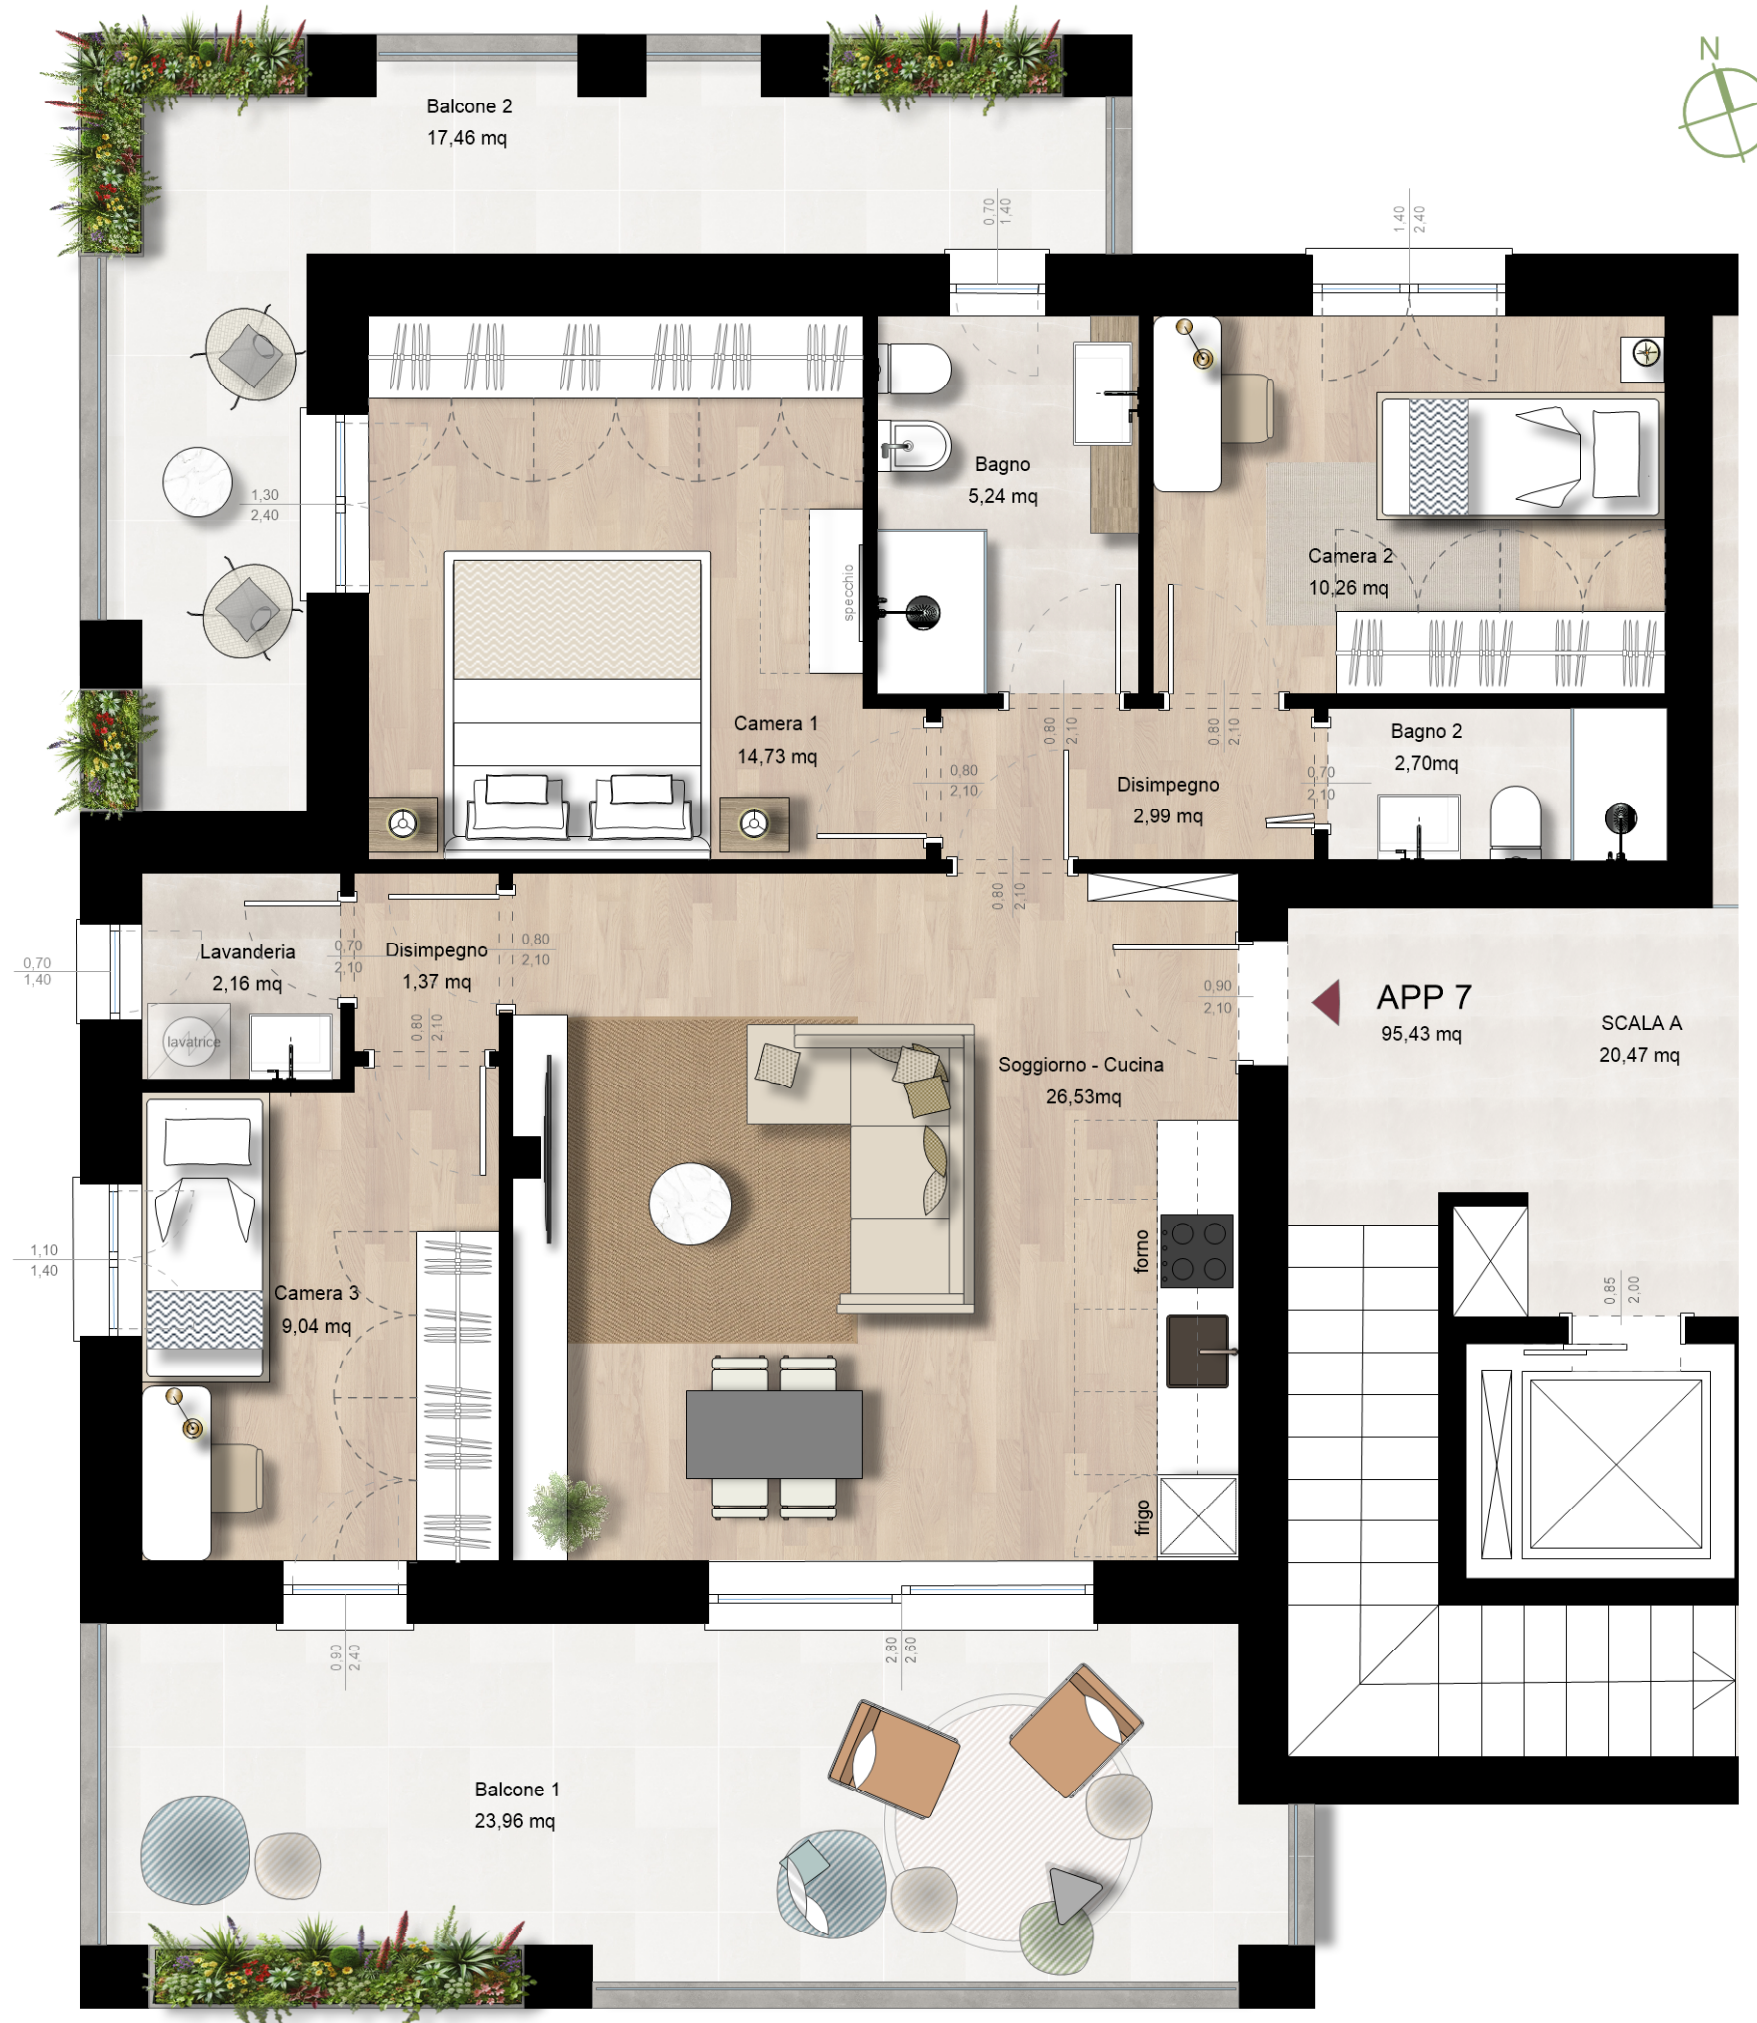 N
Balcone 2
17,46 mq
0,70
1,40
1,40
2,40
Bagno
5,24 mq
1,30
2,40
Camera 2
10,26 mq
specchio
Camera 1
14,73 mq
0,80
2,10
0,80
2,10
0,80
2,10
Disimpegno
2,99 mq
0,70
2,10
Bagno 2
2,70mq
0,80
2,10
Lavanderia
2,16 mq
0,70
2,10
Disimpegno
1,37 mq
0,80
2,10
0,70
1,40
0,90
2,10
APP 7
95,43 mq
SCALA A
20,47 mq
lavatrice
0,80
2,10
Soggiorno - Cucina
26,53mq
forno
1,10
1,40
Camera 3
9,04 mq
0,85
2,00
frigo
0,90
2,40
2,80
2,60
Balcone 1
23,96 mq